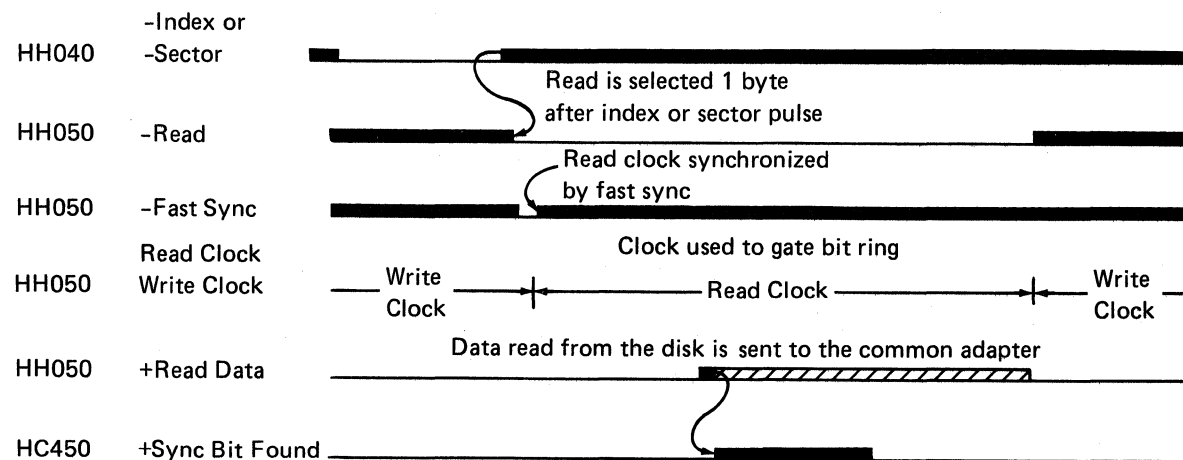 -Index or
HH040 -Sector
Read is selected 1 byte
after index or sector pulse
HH050 -Read
Read clock synchronized
by fast sync
HH050 -Fast Sync
Read Clock Clock used to gate bit ring
HH050 Write Clock Write Clock Read Clock Write Clock
Data read from the disk is sent to the common adapter
HH050 +Read Data
HC450 +Sync Bit Found